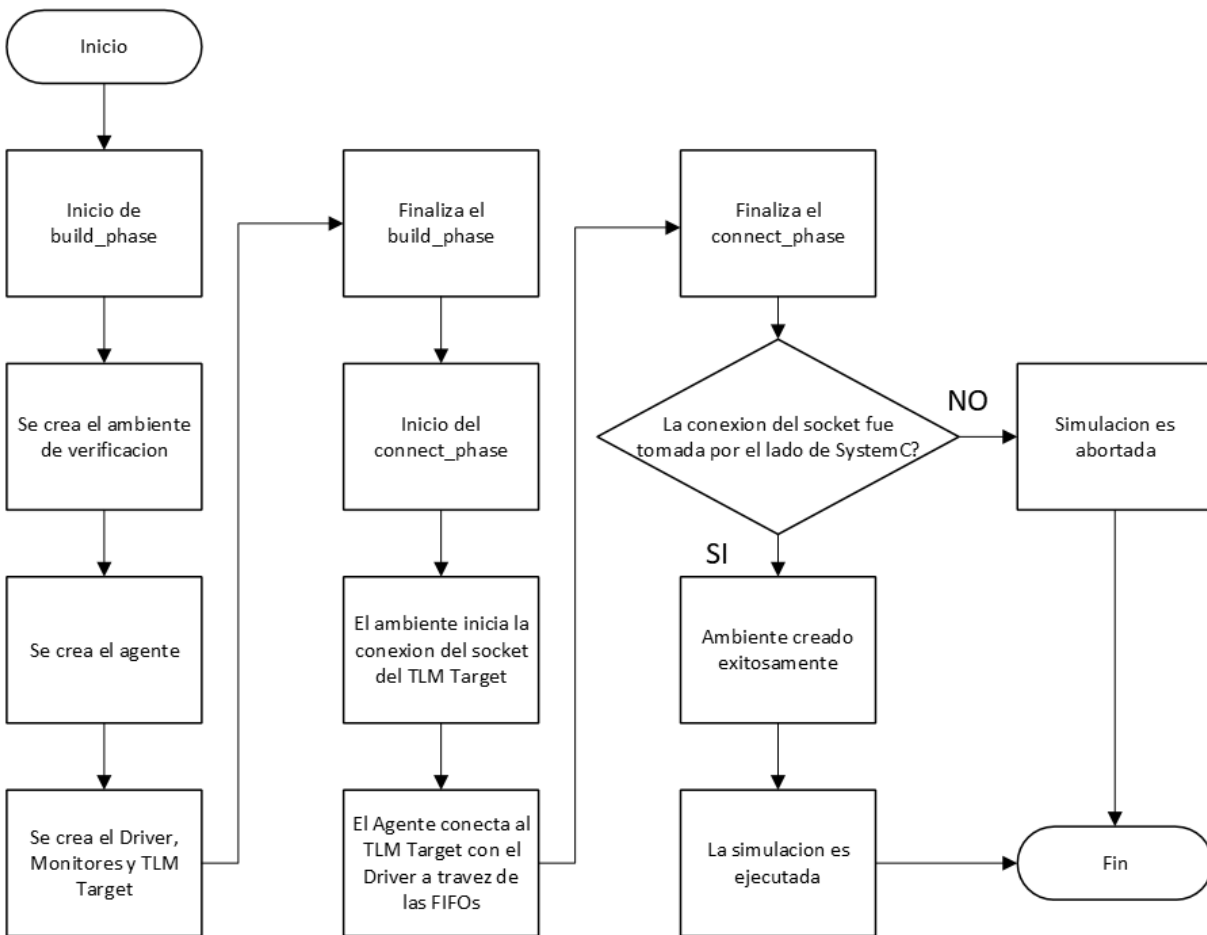 Inicio
Inicio de
build_phase
Se crea el ambiente
de verificacion
Se crea el agente
Se crea el Driver,
Monitores y TLM
Target
Finaliza el
build_phase
Inicio del
connect_phase
El ambiente inicia la
conexion del socket
del TLM Target
El Agente conecta al
TLM Target con el
Driver a travez de
las FIFOs
Finaliza el
connect_phase
La conexion del socket fue
tomada por el lado de SystemC?
NO
Simulacion es
abortada
SI
Ambiente creado
exitosamente
La simulacion es
ejecutada
Fin